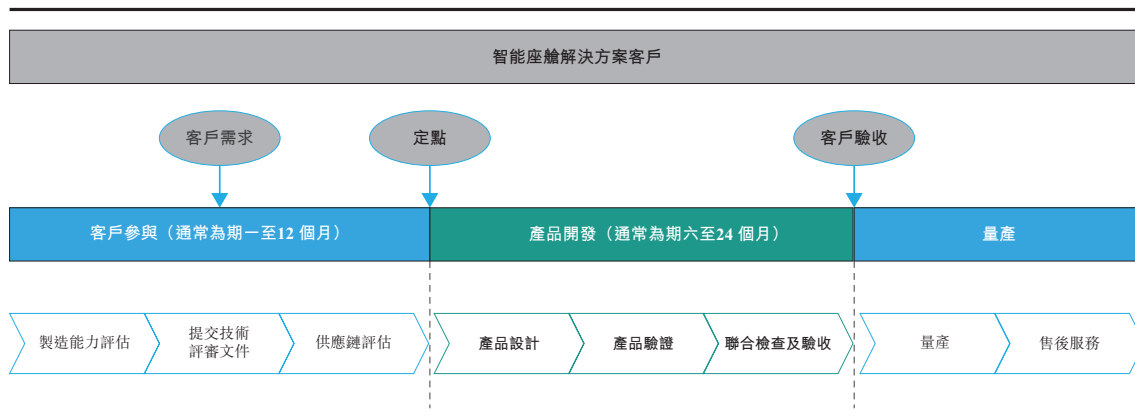 智能座艙解決方案客戶
客戶需求
定點
客戶驗收
客戶參與（通常為期一至12 個月）
產品開發（通常為期六至24 個月）
量產
製造能力評估
提交技術
評審文件
供應鏈評估
產品設計
產品驗證
聯合檢查及驗收
量產
售後服務